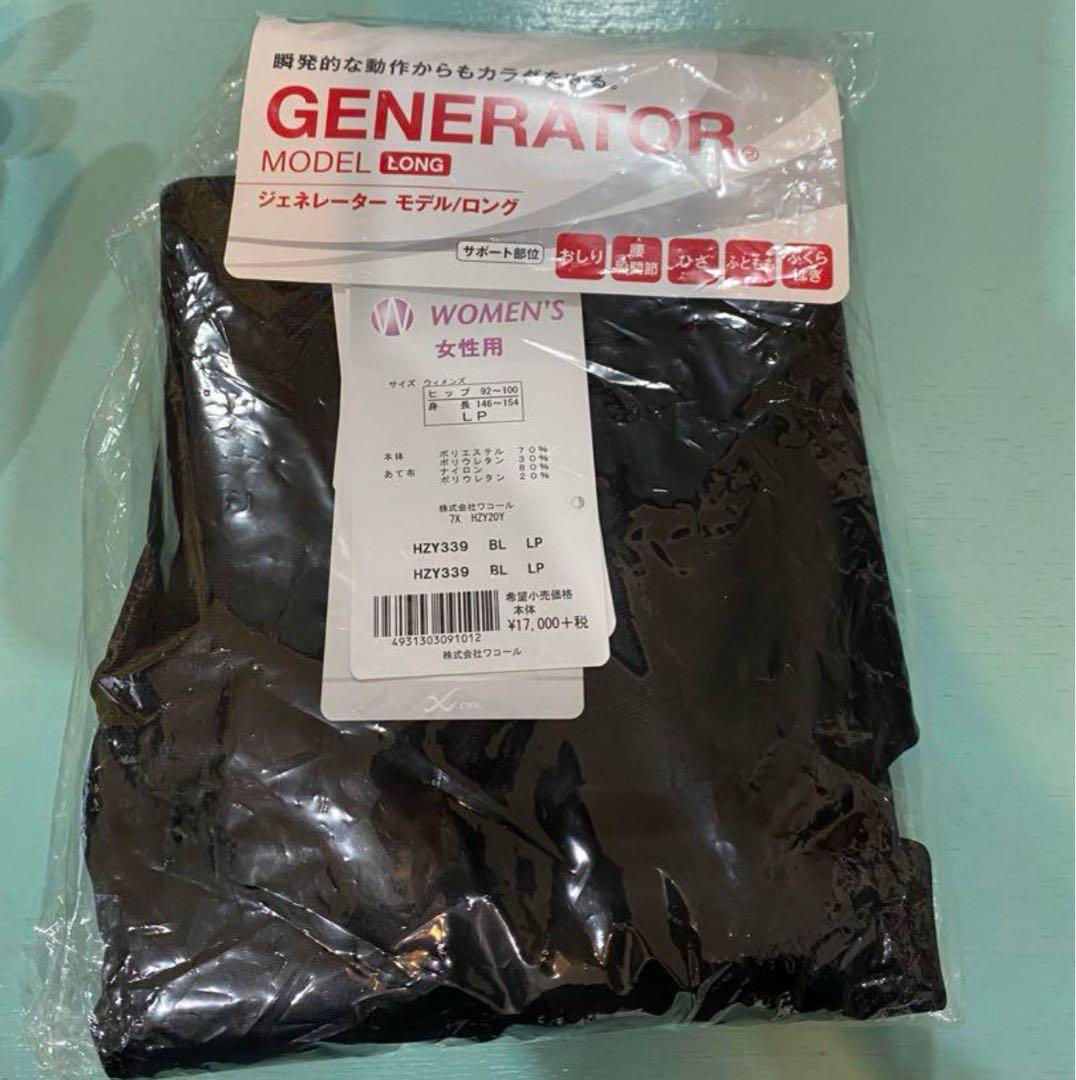 瞬発的な動作からもカラダを守る。
GENERATOR®
MODEL LONG
ジェネレーター モデル/ロング
サポート部位 おしり 腰 股関節 ひざ ふともも ふくらはぎ
WOMEN'S
女性用
サイズ ウィメンズ
ヒップ 92～100
身長 146～154
LP
本体 ポリエステル 70%
ポリウレタン 30%
あて布 ナイロン 80%
ポリウレタン 20%
株式会社ワコール
7X HZY20Y
HZY339 BL LP
HZY339 BL LP
希望小売価格
本体
¥17,000+税
4931303091012
株式会社ワコール